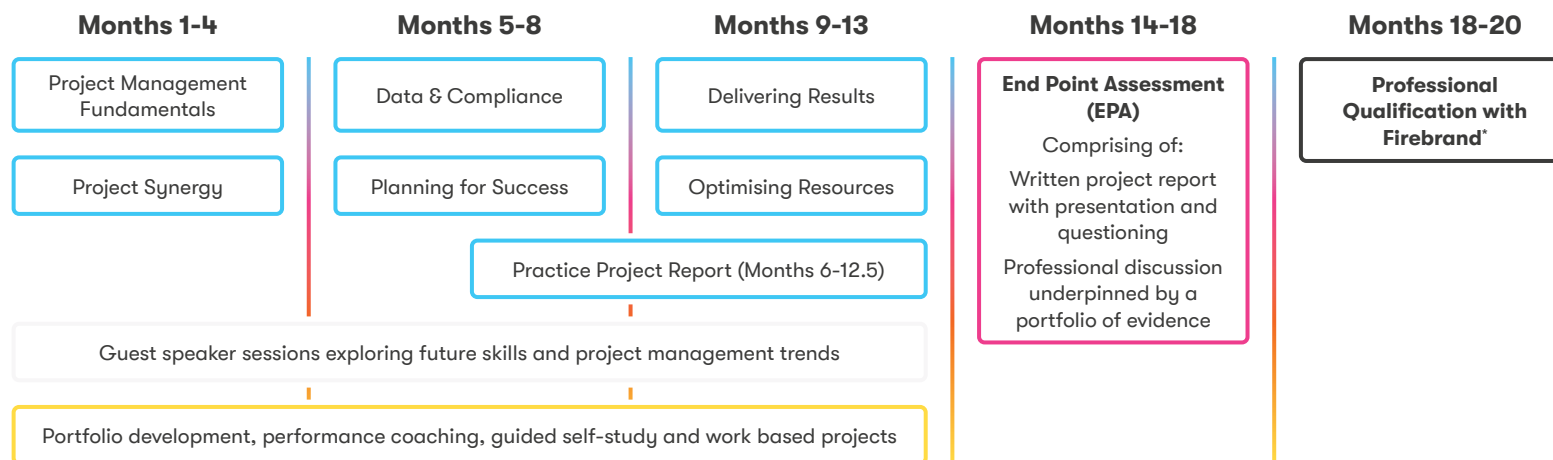 Months 1-4
Months 5-8
Months 9-13
Months 14-18
Months 18-20
Project Management
Fundamentals
Data & Compliance
Delivering Results
End Point Assessment
(EPA)
Comprising of:
Written project report
with presentation and
questioning
Professional discussion
underpinned by a
portfolio of evidence
Professional
Qualification with
Firebrand*
Project Synergy
Planning for Success
Optimising Resources
Practice Project Report (Months 6-12.5)
Guest speaker sessions exploring future skills and project management trends
Portfolio development, performance coaching, guided self-study and work based projects